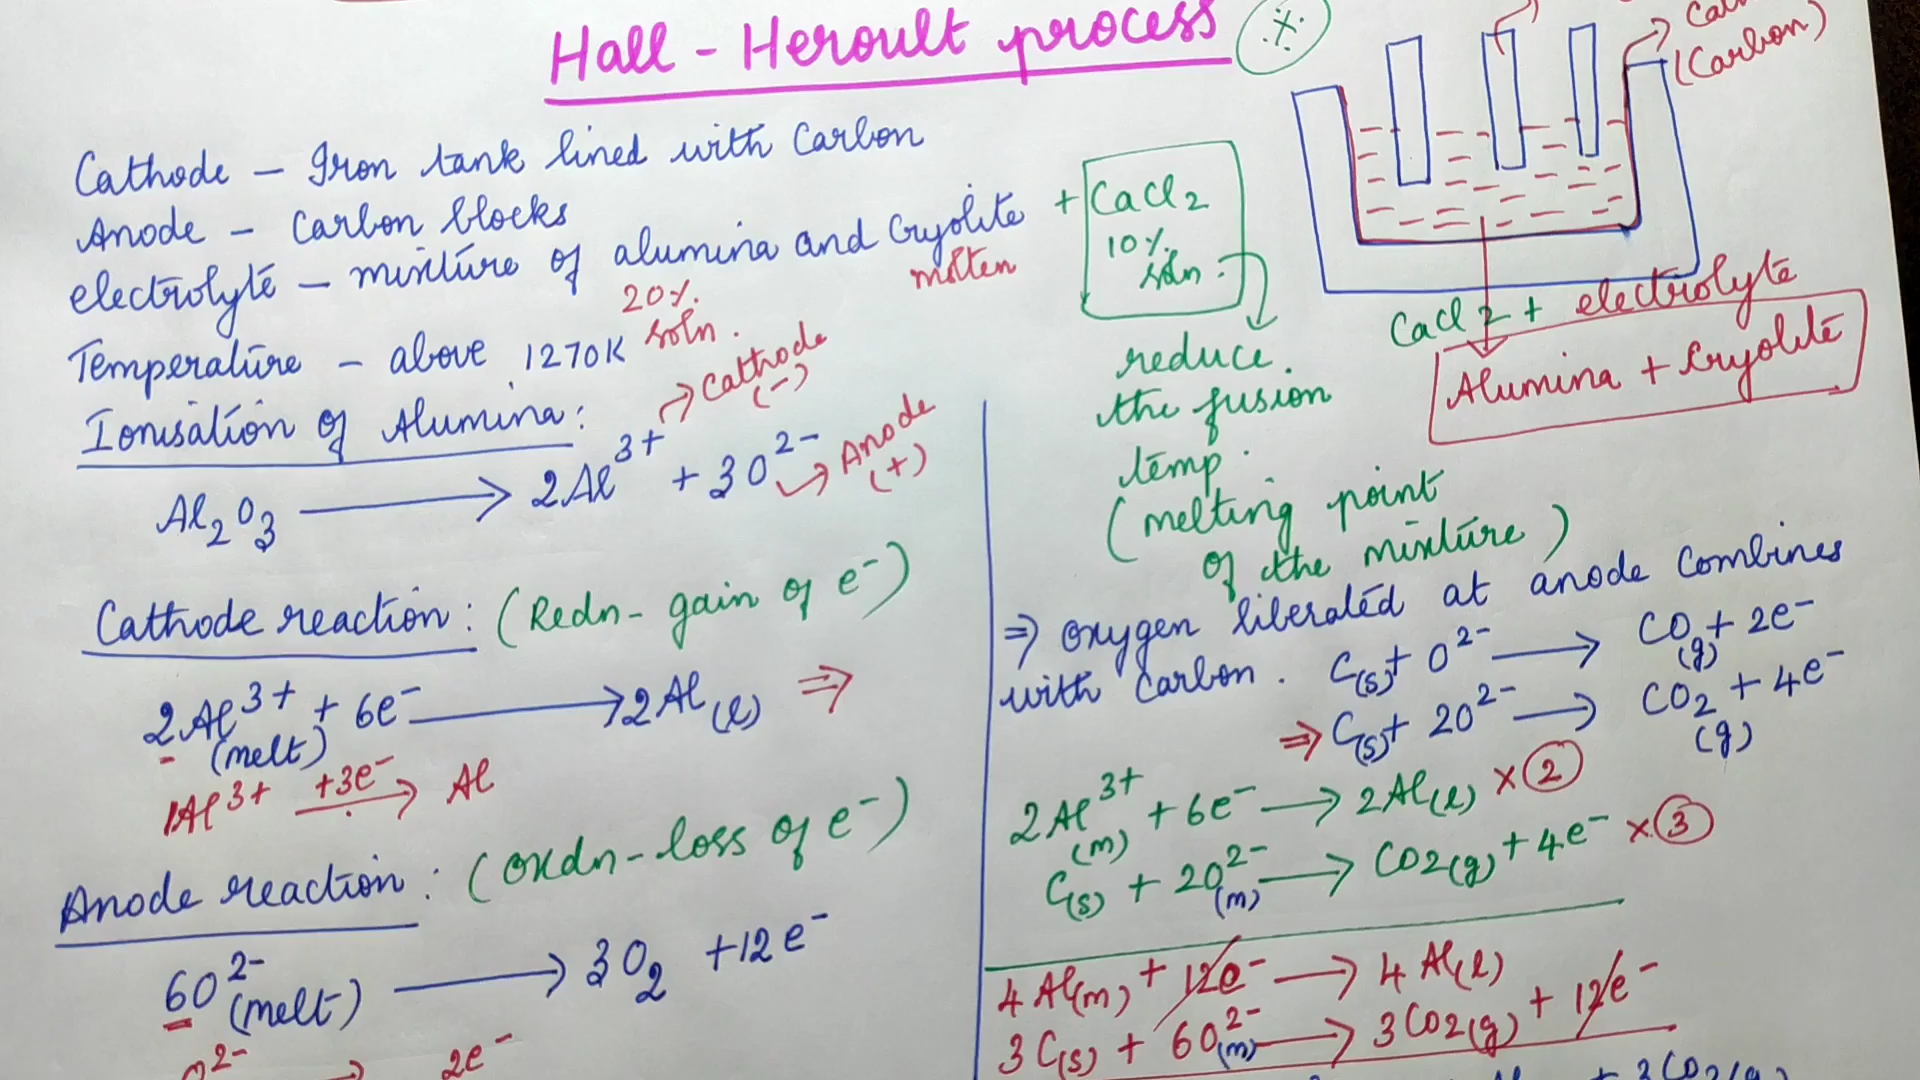 Hall - Heroult process
Cathode - Iron tank lined with Carbon
Anode - Carbon blocks
electrolyte - mixture of alumina and Cryolite + CaCl2
20% soln.
molten
10% soln.
Temperature - above 1270K
reduce the fusion temp.
(melting point of the mixture)
(Carbon)
CaCl2 + electrolyte
Alumina + Cryolite
Ionisation of Alumina:
Al2O3 ⟶ 2Al3+ + 3O2-
Cathode (-)
Anode (+)
Cathode reaction: (Redn - gain of e-)
2Al3+ (melt) + 6e- ⟶ 2Al(l) ⇒
1Al3+ +3e- ⟶ Al
Anode reaction: (Oxdn - loss of e-)
6O2- (melt) ⟶ 3O2 + 12e-
O2- ⟶ 2e-
⇒ oxygen liberated at anode combines
with carbon. C(s) + O2- ⟶ CO(g) + 2e-
⇒ C(s) + 2O2- ⟶ CO2(g) + 4e-
2Al3+(m) + 6e- ⟶ 2Al(l) × 2
C(s) + 2O2-(m) ⟶ CO2(g) + 4e- × 3
4Al(m) + 12e- ⟶ 4Al(l)
3C(s) + 6O2-(m) ⟶ 3CO2(g) + 12e-
+ 3CO2(g)